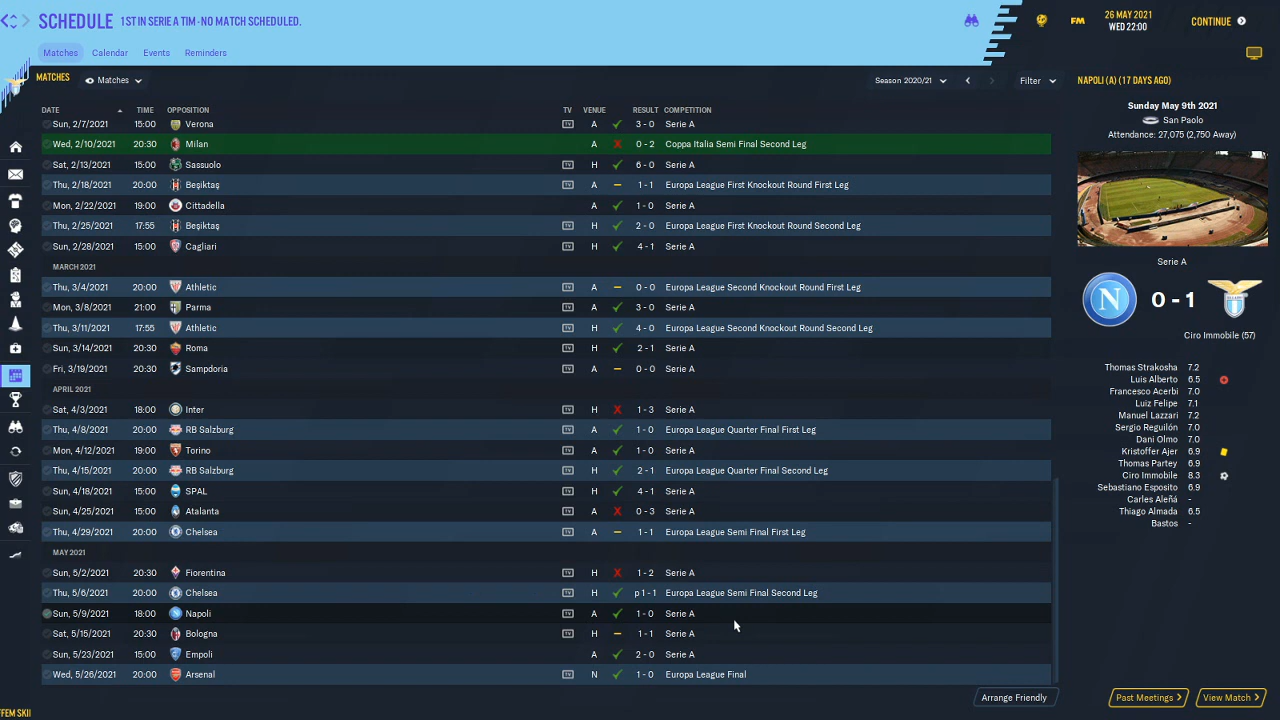 SCHEDULE 1ST IN SERIE A TIM - NO MATCH SCHEDULED.
FM 26 MAY 2021 WED 22:00 CONTINUE
Matches Calendar Events Reminders
MATCHES Matches Season 2020/21 Filter
DATE TIME OPPOSITION TV VENUE RESULT COMPETITION
Sun, 2/7/2021 15:00 Verona TV A 3 - 0 Serie A
Wed, 2/10/2021 20:30 Milan A X 0 - 2 Coppa Italia Semi Final Second Leg
Sat, 2/13/2021 15:00 Sassuolo TV H 6 - 0 Serie A
Thu, 2/18/2021 20:00 Beşiktaş TV A 1 - 1 Europa League First Knockout Round First Leg
Mon, 2/22/2021 19:00 Cittadella A 1 - 0 Serie A
Thu, 2/25/2021 17:55 Beşiktaş TV H 2 - 0 Europa League First Knockout Round Second Leg
Sun, 2/28/2021 15:00 Cagliari TV H 4 - 1 Serie A
MARCH 2021
Thu, 3/4/2021 20:00 Athletic TV A 0 - 0 Europa League Second Knockout Round First Leg
Mon, 3/8/2021 21:00 Parma TV A 3 - 0 Serie A
Thu, 3/11/2021 17:55 Athletic TV H 4 - 0 Europa League Second Knockout Round Second Leg
Sun, 3/14/2021 20:30 Roma TV H 2 - 1 Serie A
Fri, 3/19/2021 20:30 Sampdoria TV A 0 - 0 Serie A
APRIL 2021
Sat, 4/3/2021 18:00 Inter TV H X 1 - 3 Serie A
Thu, 4/8/2021 20:00 RB Salzburg TV A 1 - 0 Europa League Quarter Final First Leg
Mon, 4/12/2021 19:00 Torino TV A 1 - 0 Serie A
Thu, 4/15/2021 20:00 RB Salzburg TV H 2 - 1 Europa League Quarter Final Second Leg
Sun, 4/18/2021 15:00 SPAL TV H 4 - 1 Serie A
Sun, 4/25/2021 15:00 Atalanta TV A X 0 - 3 Serie A
Thu, 4/29/2021 20:00 Chelsea TV A 1 - 1 Europa League Semi Final First Leg
MAY 2021
Sun, 5/2/2021 20:30 Fiorentina TV H X 1 - 2 Serie A
Thu, 5/6/2021 20:00 Chelsea TV H p 1 - 1 Europa League Semi Final Second Leg
Sun, 5/9/2021 18:00 Napoli TV A 1 - 0 Serie A
Sat, 5/15/2021 20:30 Bologna TV H 1 - 1 Serie A
Sun, 5/23/2021 15:00 Empoli A 2 - 0 Serie A
Wed, 5/26/2021 20:00 Arsenal TV N 1 - 0 Europa League Final
Arrange Friendly
NAPOLI (A) (17 DAYS AGO)
Sunday May 9th 2021
San Paolo
Attendance: 27,075 (2,750 Away)
Serie A
N 0 - 1
Ciro Immobile (57)
Thomas Strakosha 7.2
Luis Alberto 6.5
Francesco Acerbi 7.0
Luiz Felipe 7.1
Manuel Lazzari 7.2
Sergio Reguilón 7.0
Dani Olmo 7.0
Kristoffer Ajer 6.9
Thomas Partey 6.9
Ciro Immobile 8.3
Sebastiano Esposito 6.9
Carles Aleñá -
Thiago Almada 6.5
Bastos -
Past Meetings View Match